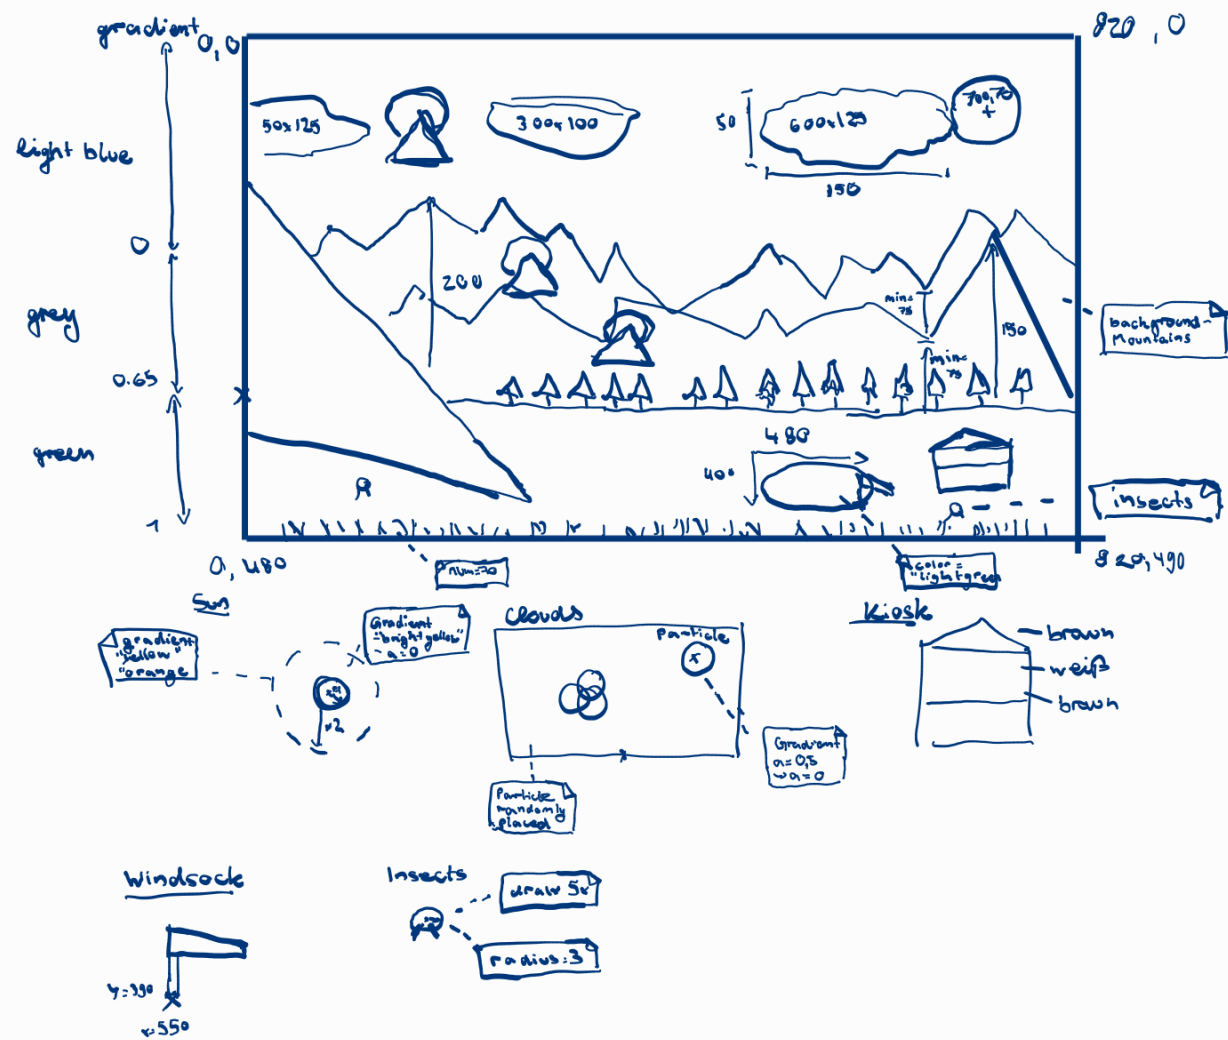 gradient
0,0
820,0
50x125
300x100
600x125
700,70
+
50
150
light blue
0
200
grey
min=
75
150
background-
Mountains
0.65
min=
75
green
480
400
insects
1
0,480
820,490
num=70
color=
"lightgreen
Sun
gradient
"yellow"
"orange
Gradient
"bright yellow"
- a=0
x2
Clouds
Particle
x
Gradient
a=0,5
a=0
Particle
randomly
placed
Kiosk
brown
weiß
brown
Windsock
y=390
x=550
Insects
draw 5x
radius=3